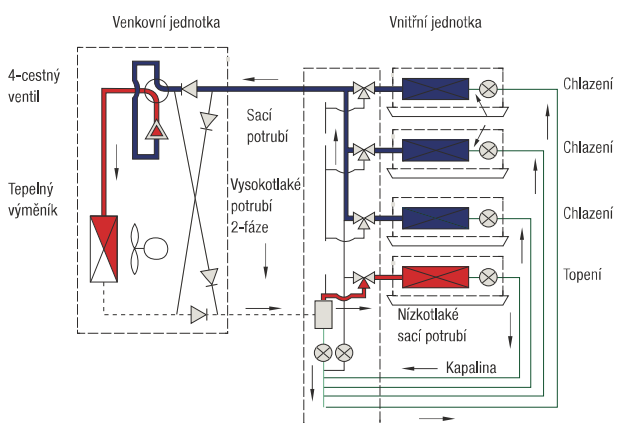 Venkovní jednotka
Vnitřní jednotka
4-cestný
ventil
Sací
potrubí
Tepelný
výměník
Vysokotlaké
potrubí
2-fáze
Chlazení
Chlazení
Chlazení
Topení
Nízkotlaké
sací potrubí
Kapalina